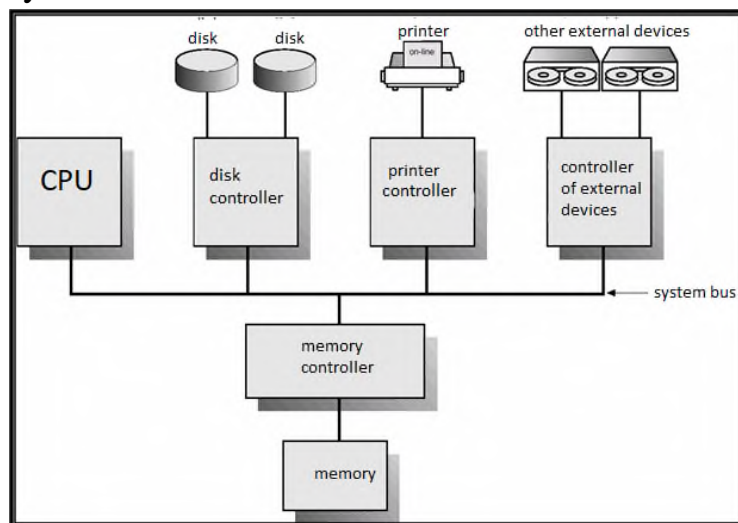 disk
disk
printer
other external devices
on-line
CPU
disk
controller
printer
controller
controller
of external
devices
system bus
memory
controller
memory